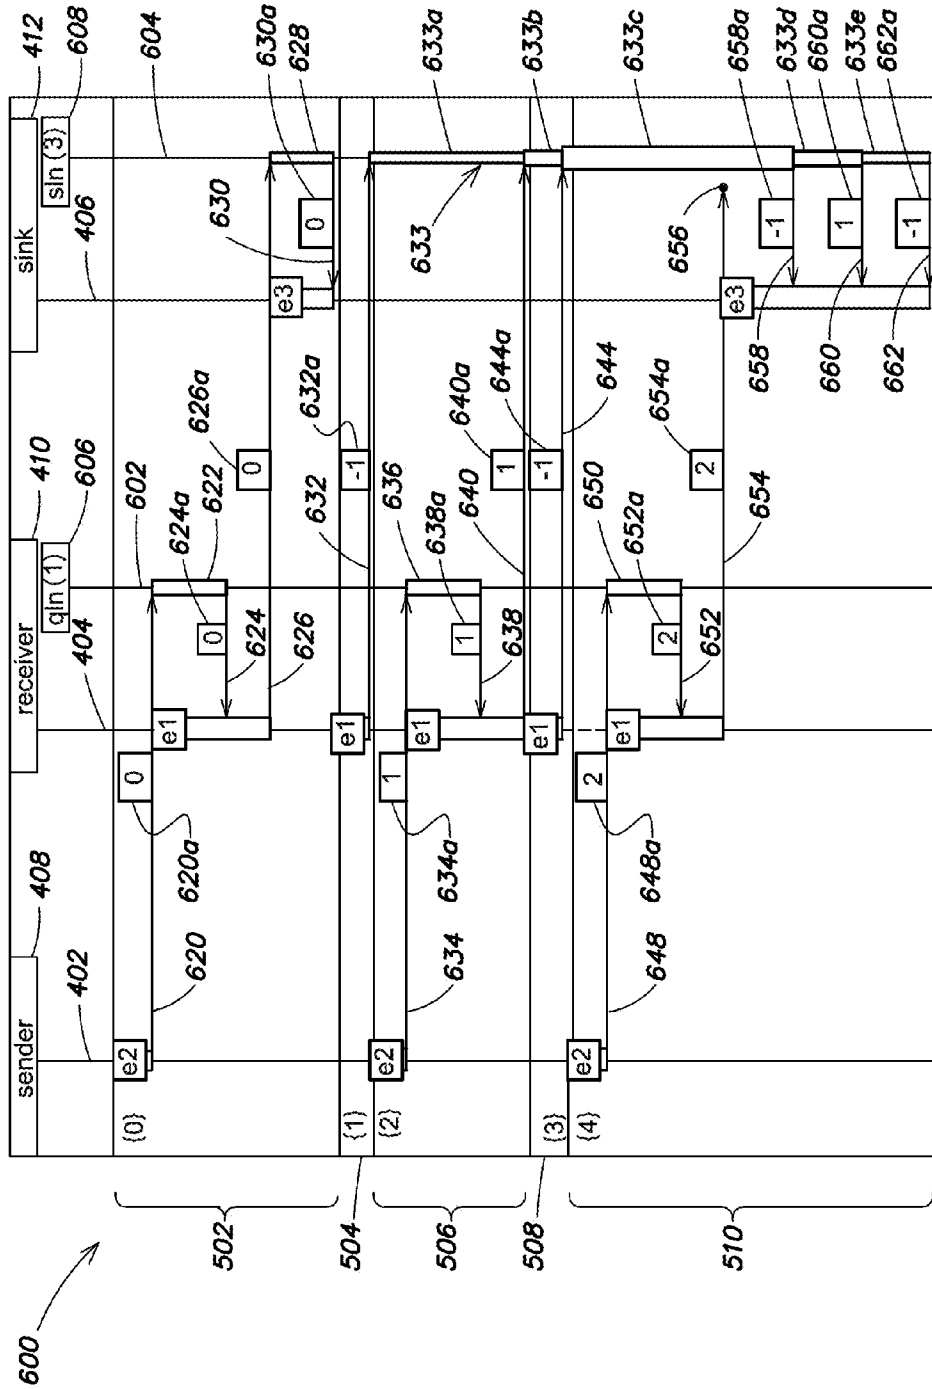 600
408
410
412
sender
receiver
sink
402
404
qln (1)
606
406
sln (3)
608
{0}
e2
0
620a
602
604
e1
620
624a
622
626a
0
0
624
626
630
630a
e3
0
628
502
504
{1}
e1
-1
632a
632
{2}
e2
1
634a
636
633a
e1
634
638a
1
638
640a
1
633
506
640
633b
508
{3}
e1
-1
644a
644
{4}
e2
2
648a
650
633c
e1
648
652a
2
652
654a
2
656
654
510
e3
-1
658a
658
633d
1
660a
660
633e
-1
662a
662